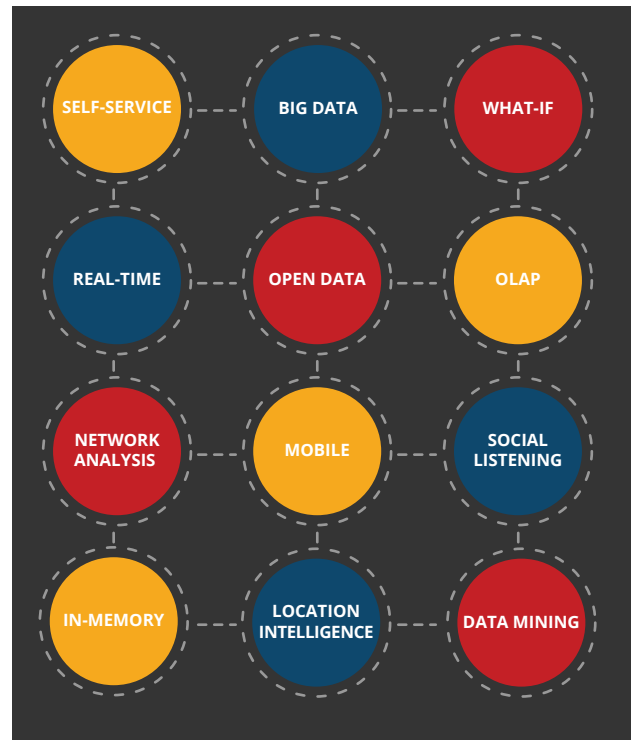 SELF-SERVICE
BIG DATA
WHAT-IF
REAL-TIME
OPEN DATA
OLAP
NETWORK
ANALYSIS
MOBILE
SOCIAL
LISTENING
IN-MEMORY
LOCATION
INTELLIGENCE
DATA MINING